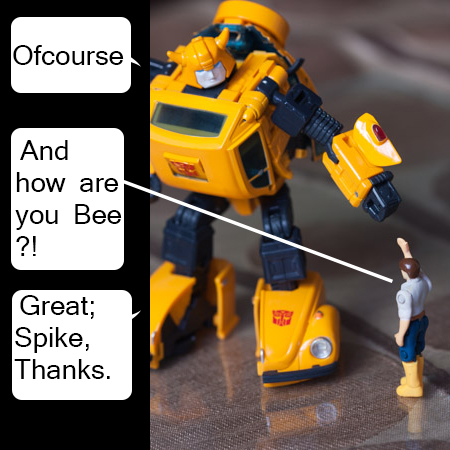 Ofcourse
And
how are
you Bee
?!
Great;
Spike,
Thanks.